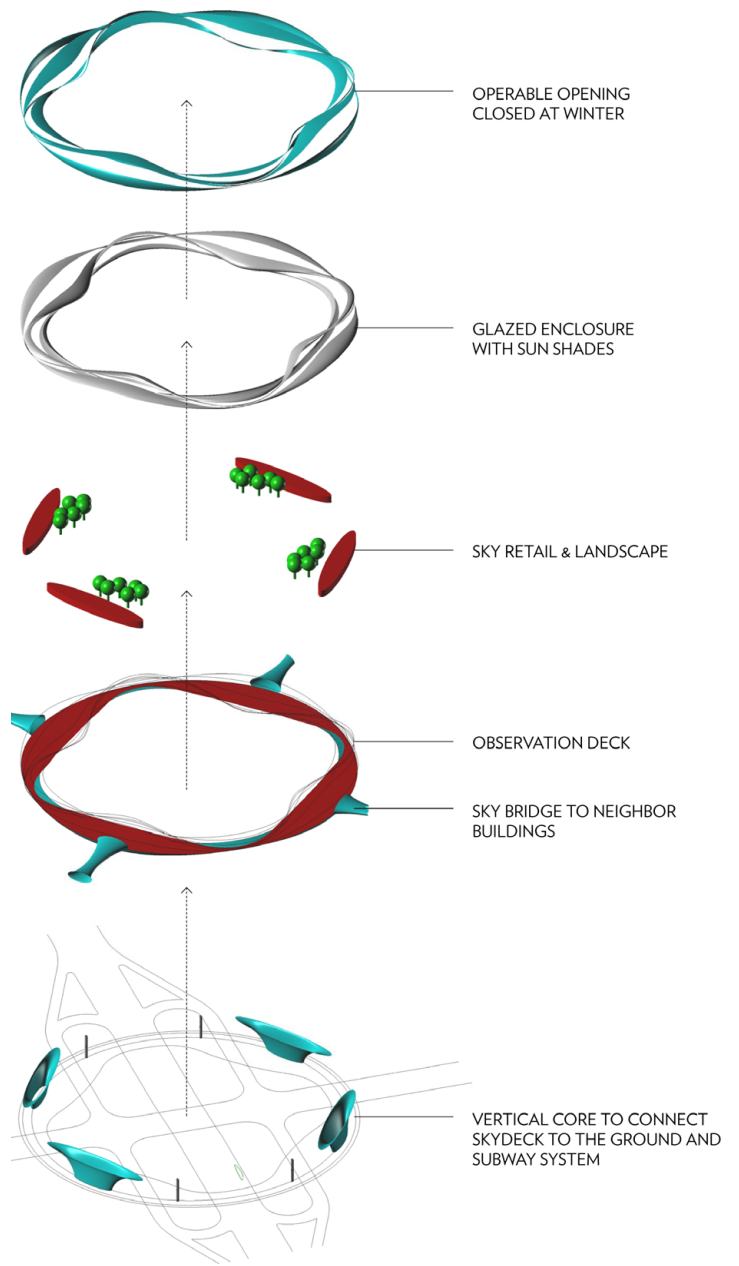 OPERABLE OPENING
CLOSED AT WINTER
GLAZED ENCLOSURE
WITH SUN SHADES
SKY RETAIL & LANDSCAPE
OBSERVATION DECK
SKY BRIDGE TO NEIGHBOR
BUILDINGS
VERTICAL CORE TO CONNECT
SKYDECK TO THE GROUND AND
SUBWAY SYSTEM